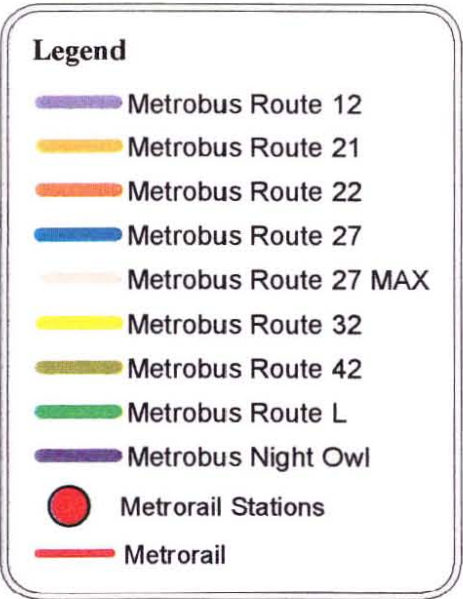 Legend
Metrobus Route 12
Metrobus Route 21
Metrobus Route 22
Metrobus Route 27
Metrobus Route 27 MAX
Metrobus Route 32
Metrobus Route 42
Metrobus Route L
Metrobus Night Owl
Metrorail Stations
Metrorail